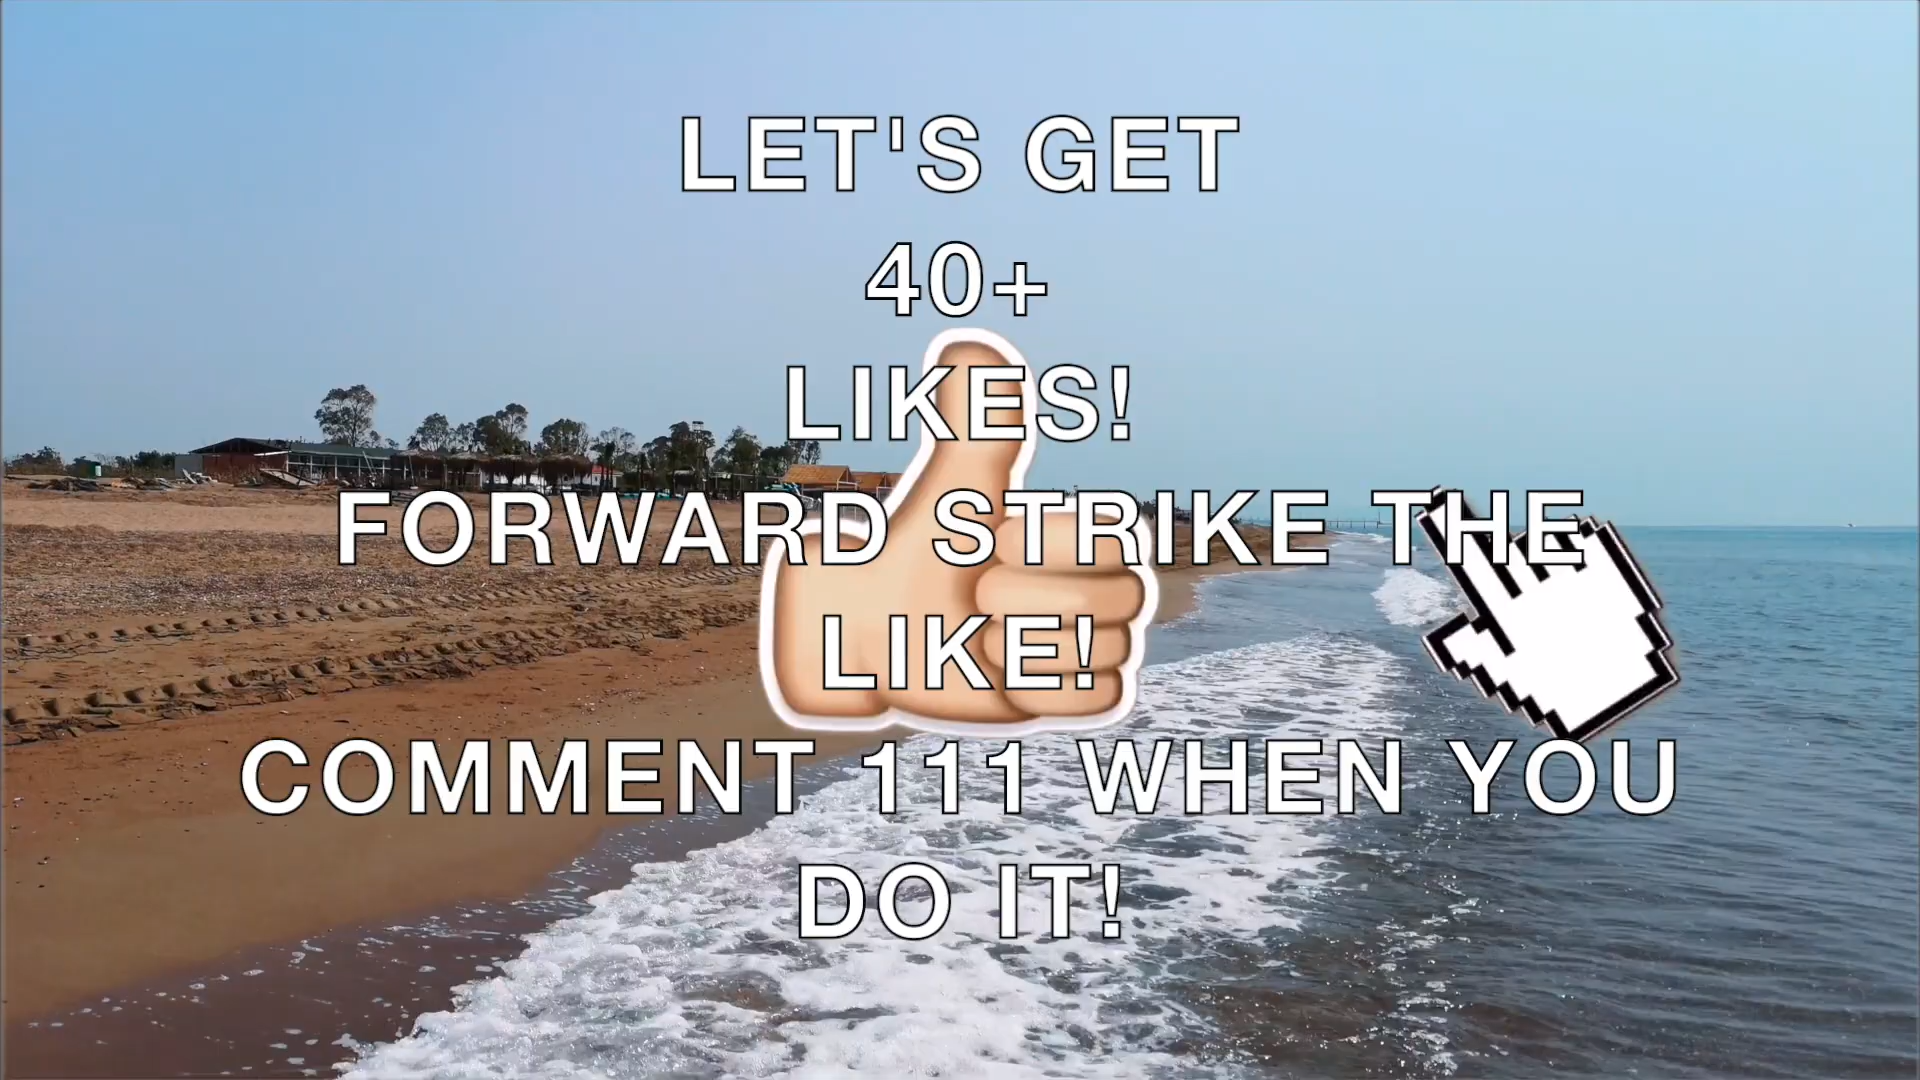 LET'S GET
40+
LIKES!
FORWARD STRIKE THE
LIKE!
COMMENT 111 WHEN YOU
DO IT!